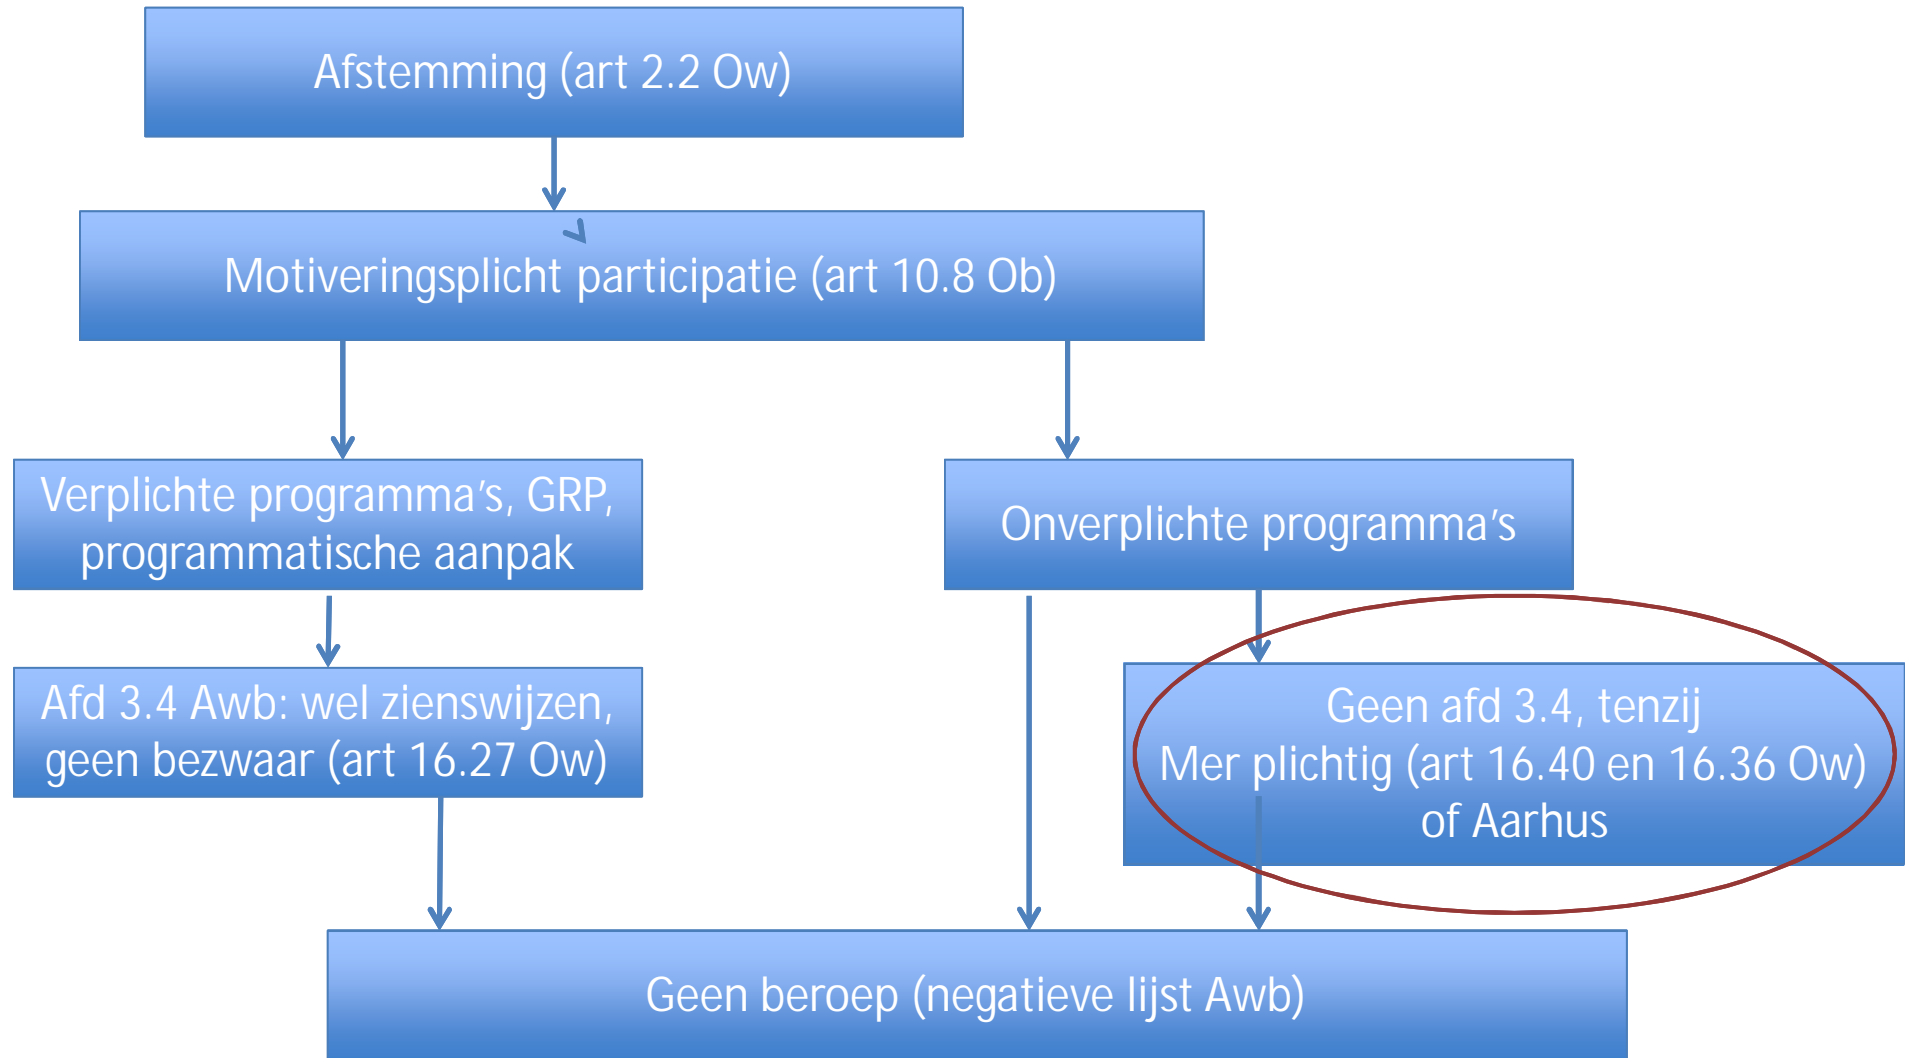 Afstemming (art 2.2 Ow)
Motiveringsplicht participatie (art 10.8 Ob)
Verplichte programma’s, GRP,
programmatische aanpak
Onverplichte programma’s
Afd 3.4 Awb: wel zienswijzen,
geen bezwaar (art 16.27 Ow)
Geen afd 3.4, tenzij
Mer plichtig (art 16.40 en 16.36 Ow)
of Aarhus
Geen beroep (negatieve lijst Awb)